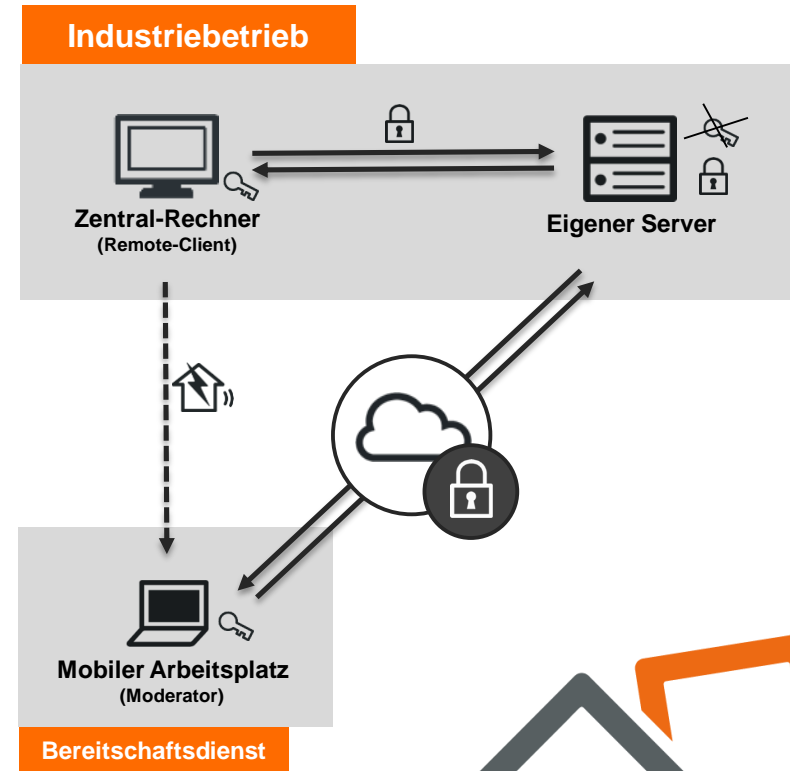 Industriebetrieb
Zentral-Rechner
(Remote-Client)
Eigener Server
Mobiler Arbeitsplatz
(Moderator)
Bereitschaftsdienst